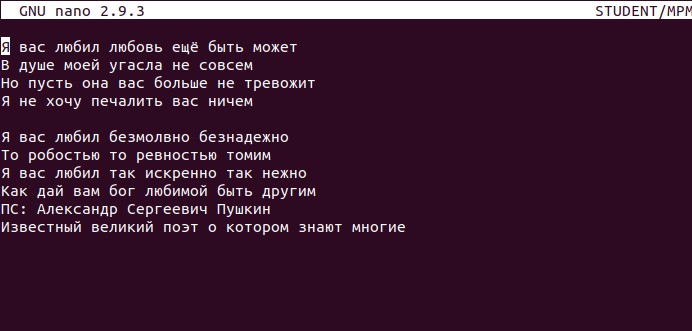 GNU nano 2.9.3 STUDENT/MPM
Я вас любил любовь ещё быть может
В душе моей угасла не совсем
Но пусть она вас больше не тревожит
Я не хочу печалить вас ничем
Я вас любил безмолвно безнадежно
То робостью то ревностью томим
Я вас любил так искренно так нежно
Как дай вам бог любимой быть другим
ПС: Александр Сергеевич Пушкин
Известный великий поэт о котором знают многие